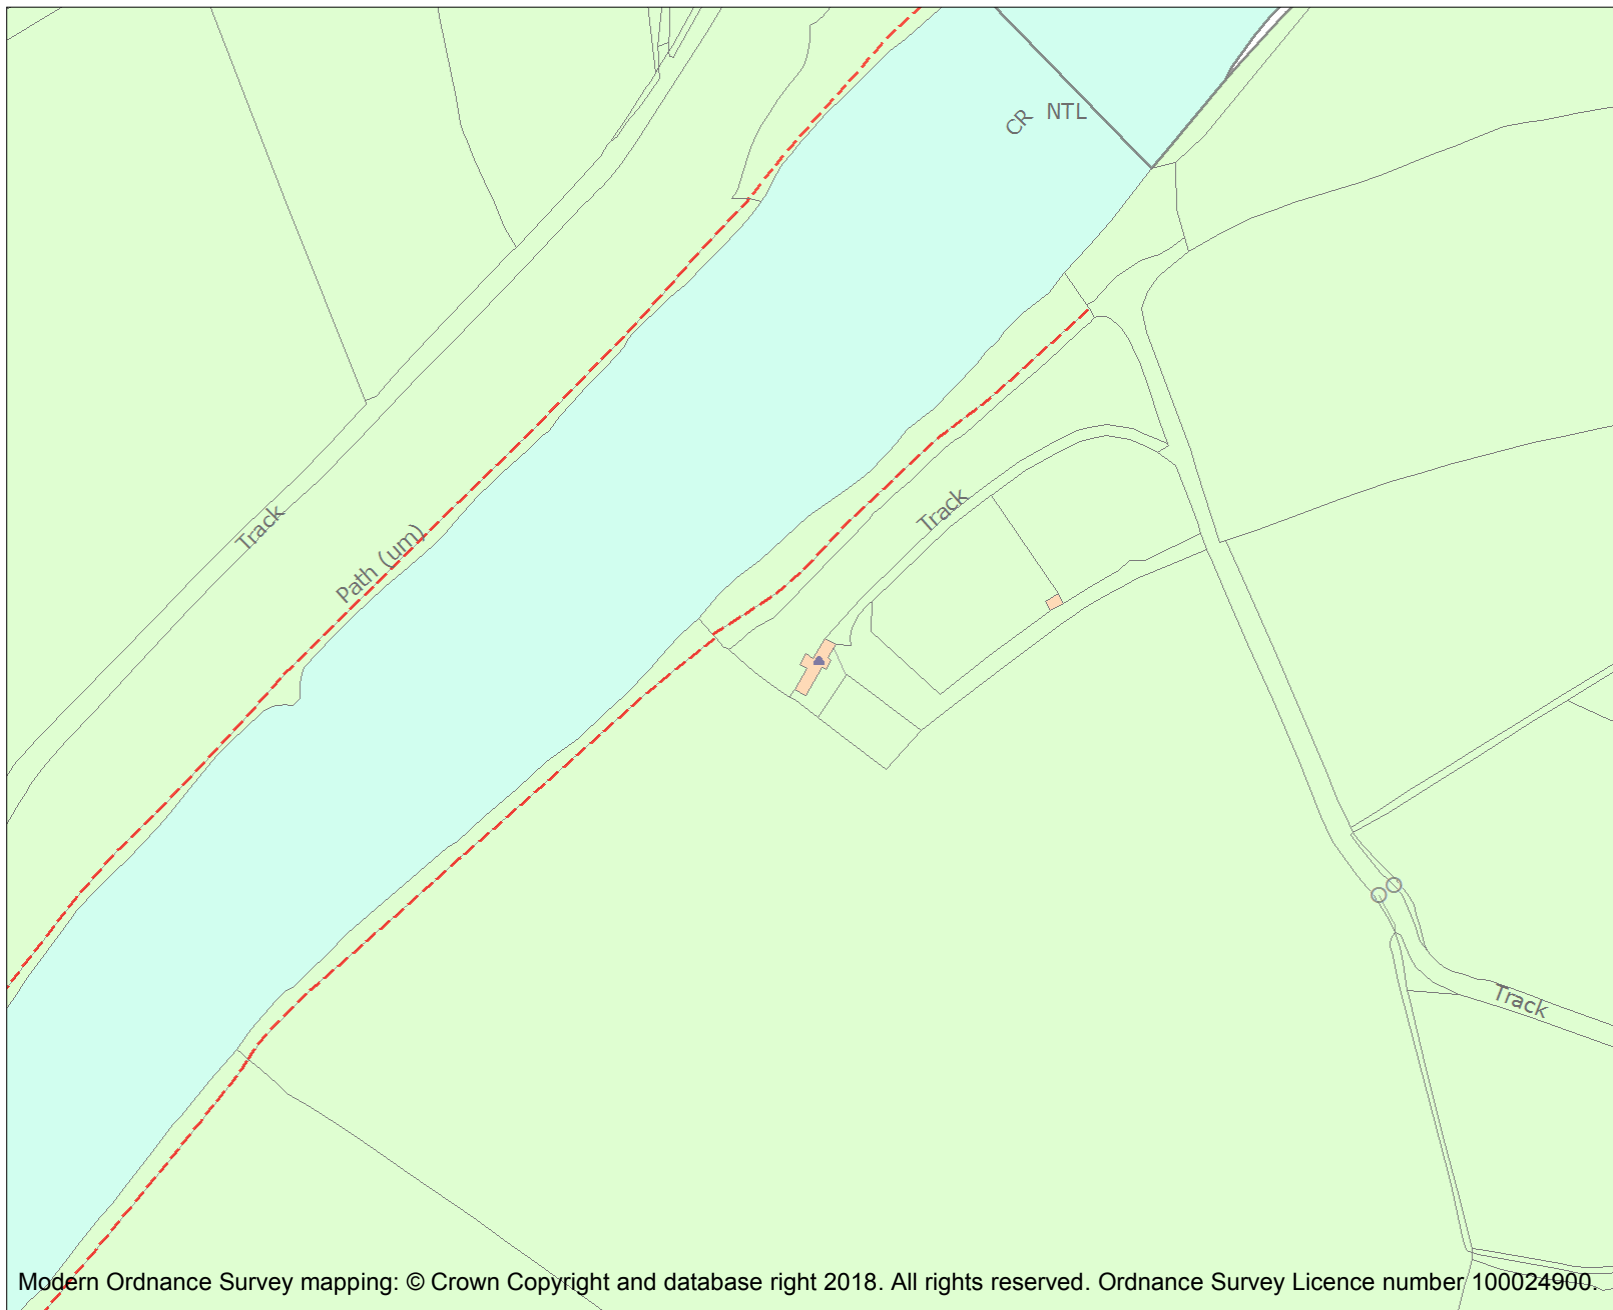 CR
NTL
Track
Track
Path (um)
Track
Modern Ordnance Survey mapping: © Crown Copyright and database right 2018. All rights reserved. Ordnance Survey Licence number 100024900.